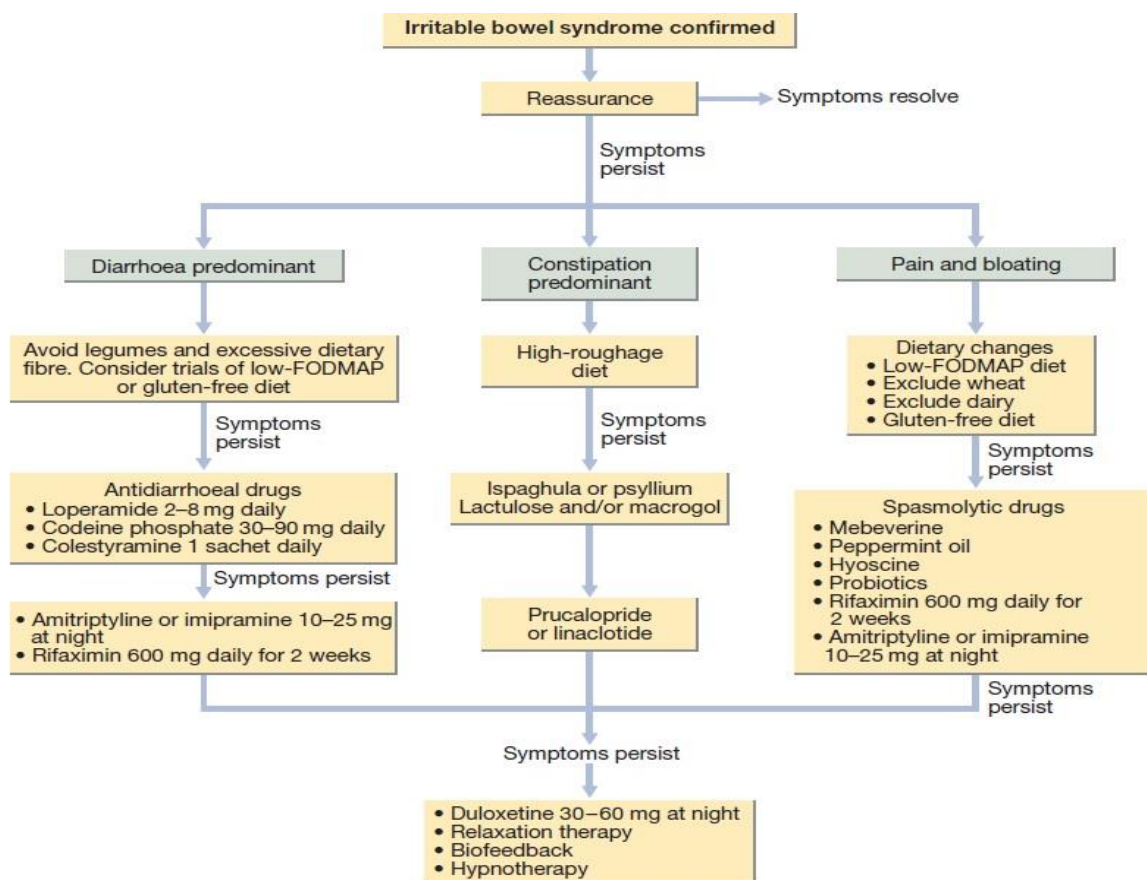 Irritable bowel syndrome confirmed
Reassurance
Symptoms resolve
Symptoms
persist
Diarrhoea predominant
Constipation
predominant
Pain and bloating
Avoid legumes and excessive dietary
fibre. Consider trials of low-FODMAP
or gluten-free diet
High-roughage
diet
Dietary changes
• Low-FODMAP diet
• Exclude wheat
• Exclude dairy
• Gluten-free diet
Symptoms
persist
Symptoms
persist
Symptoms
persist
Antidiarrhoeal drugs
• Loperamide 2–8 mg daily
• Codeine phosphate 30–90 mg daily
• Colestyramine 1 sachet daily
Ispaghula or psyllium
Lactulose and/or macrogol
Spasmolytic drugs
• Mebeverine
• Peppermint oil
• Hyoscine
• Probiotics
• Rifaximin 600 mg daily for
2 weeks
• Amitriptyline or imipramine
10–25 mg at night
Symptoms persist
• Amitriptyline or imipramine 10–25 mg
at night
• Rifaximin 600 mg daily for 2 weeks
Prucalopride
or linaclotide
Symptoms
persist
Symptoms persist
• Duloxetine 30–60 mg at night
• Relaxation therapy
• Biofeedback
• Hypnotherapy